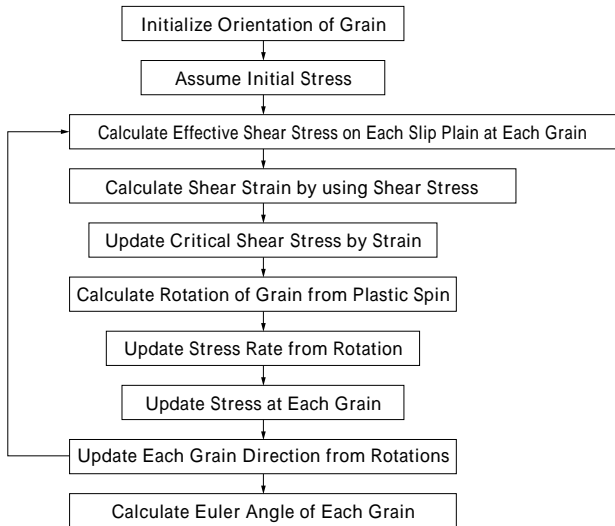 Initialize Orientation of Grain
Assume Initial Stress
Calculate Effective Shear Stress on Each Slip Plain at Each Grain
Calculate Shear Strain by using Shear Stress
Update Critical Shear Stress by Strain
Calculate Rotation of Grain from Plastic Spin
Update Stress Rate from Rotation
Update Stress at Each Grain
Update Each Grain Direction from Rotations
Calculate Euler Angle of Each Grain